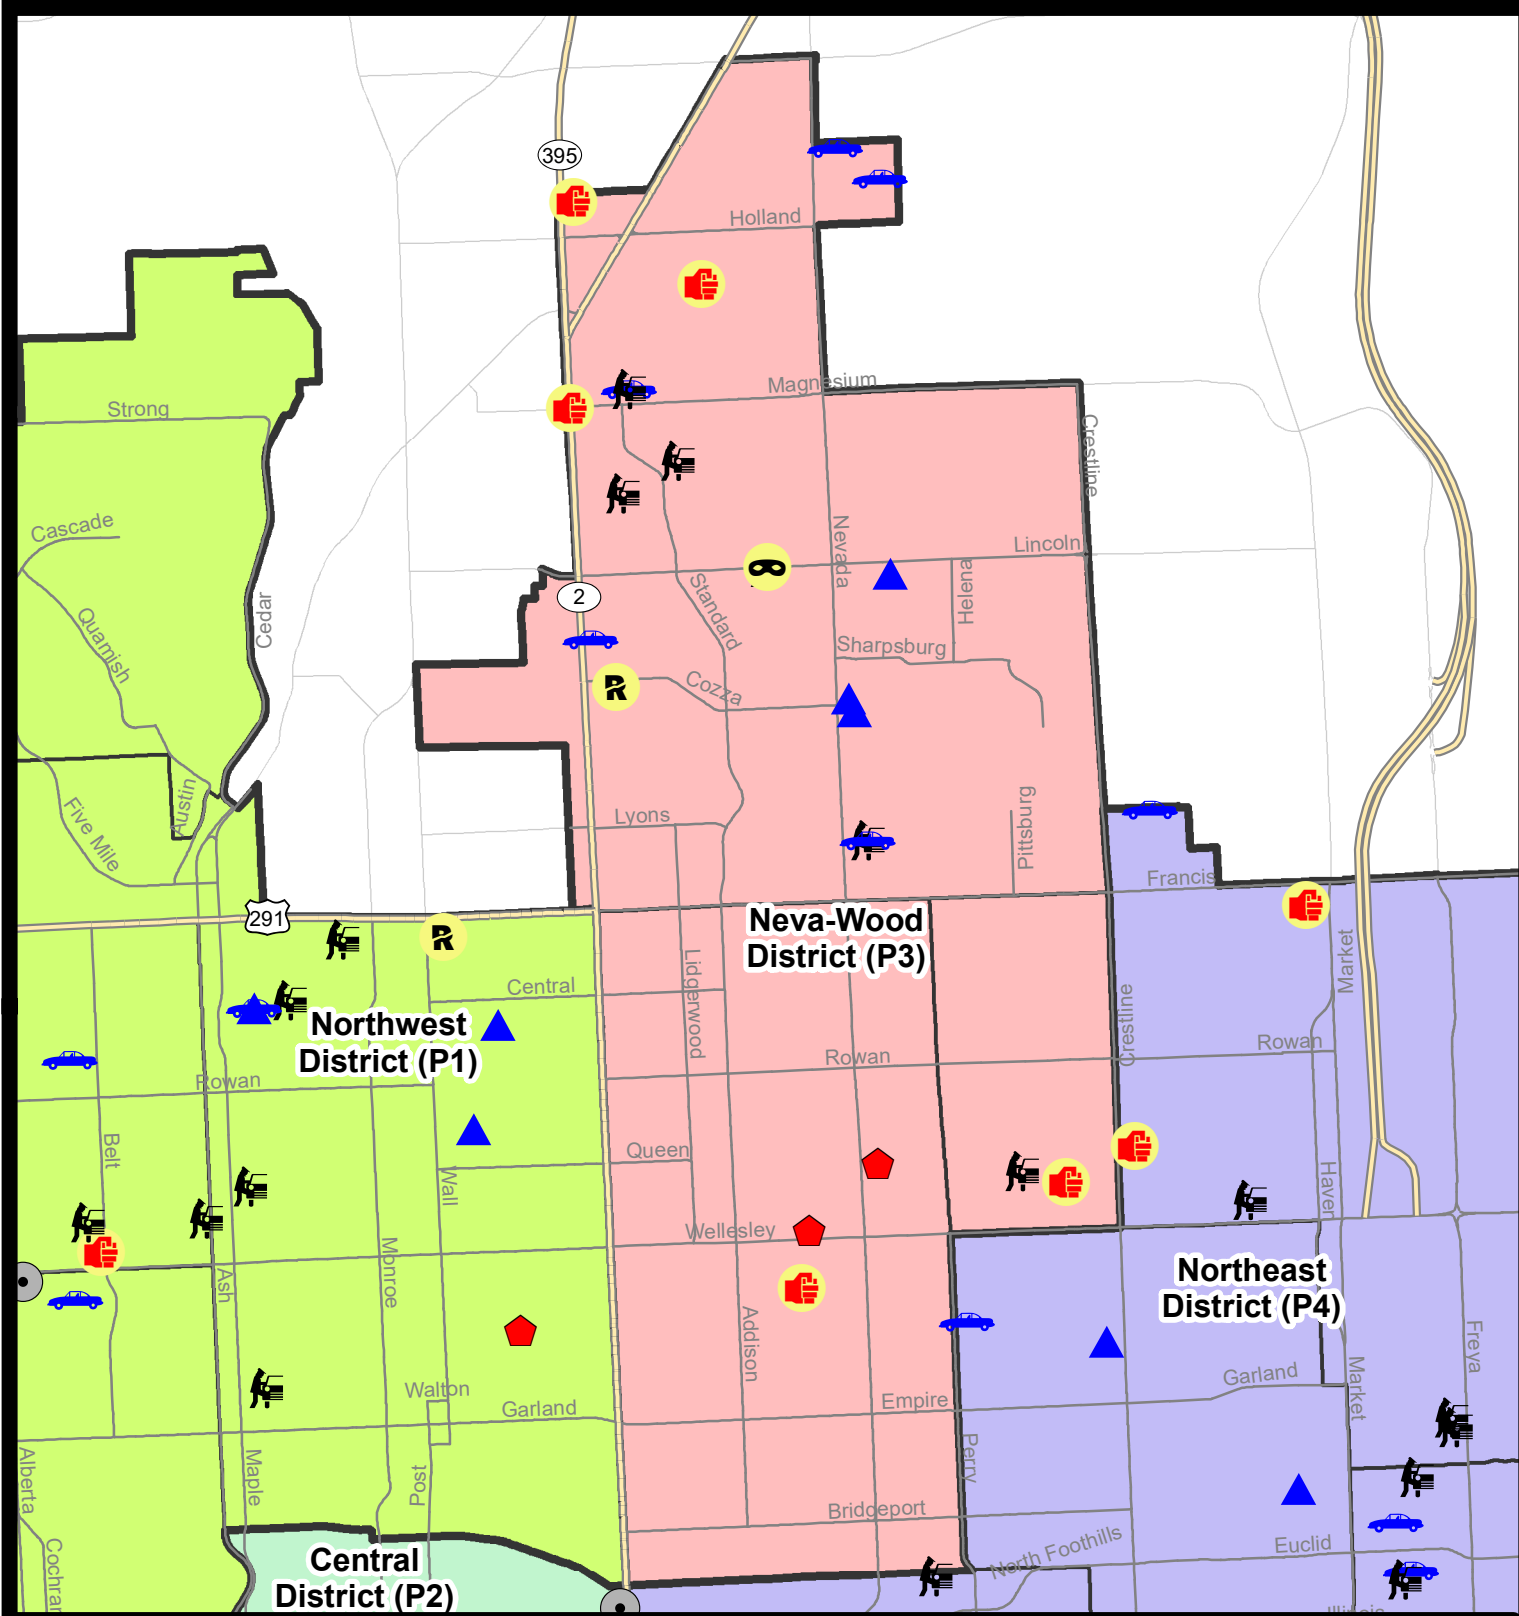 395
Holland
Strong
Magnesium
Crestline
Cascade
Nevada
Lincoln
Helena
2
Standard
Cedar
Quamish
Sharpsburg
Cozza
Austin
Five Mile
Lyons
Pittsburg
Francis
291
R
R
Neva-Wood
District (P3)
Market
Lidgerwood
Central
Northwest
District (P1)
Crestline
Rowan
Rowan
Rowan
Belt
Queen
Wall
Haven
Wellesley
Monroe
Ash
Northeast
District (P4)
Addison
Freya
Garland
Market
Walton
Garland
Empire
Alberta
Maple
Post
Perry
Bridgeport
Cochran
North Foothills
Euclid
Central
District (P2)